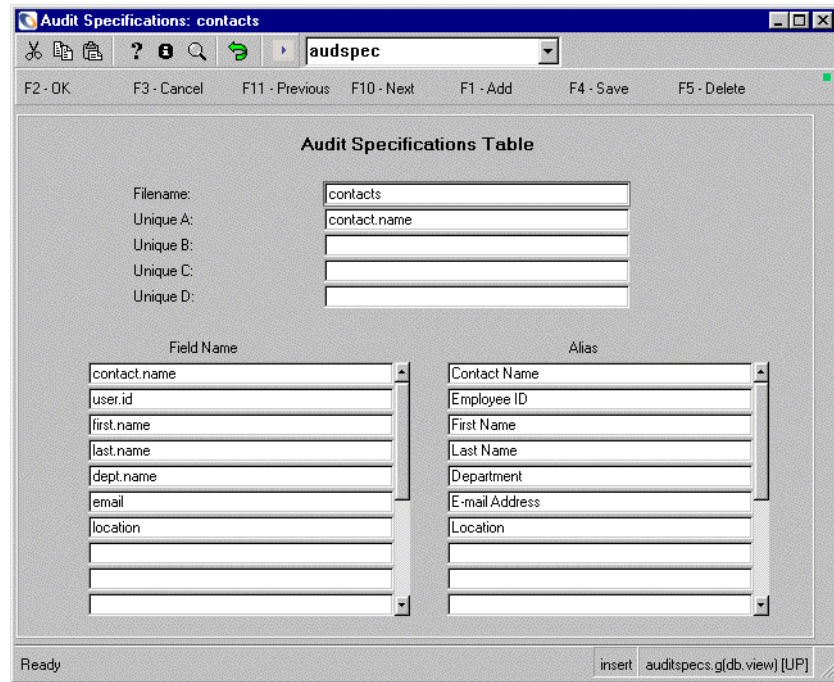 Audit Specifications: contacts
audspec
F2 - OK F3 - Cancel F11 - Previous F10 - Next F1 - Add F4 - Save F5 - Delete
Audit Specifications Table
Filename: contacts
Unique A: contact.name
Unique B:
Unique C:
Unique D:
Field Name Alias
contact.name Contact Name
user.id Employee ID
first.name First Name
last.name Last Name
dept.name Department
email E-mail Address
location Location
Ready insert auditspecs.g(db.view) [UP]